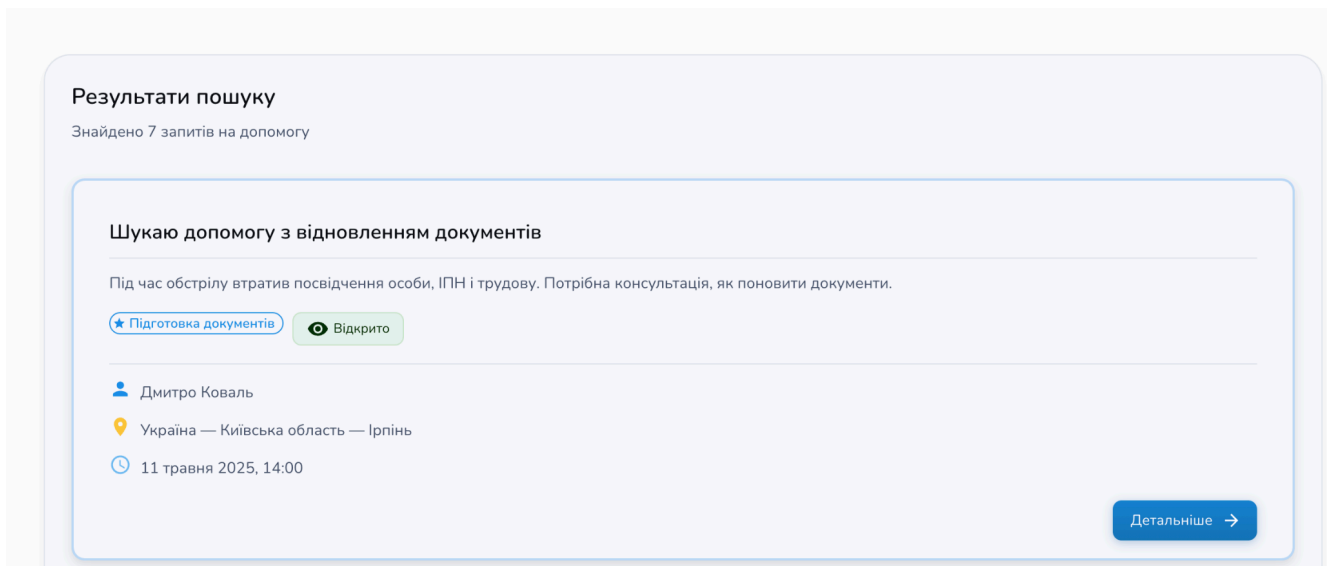 Результати пошуку
Знайдено 7 запитів на допомогу
Шукаю допомогу з відновленням документів
Під час обстрілу втратив посвідчення особи, ІПН і трудову. Потрібна консультація, як поновити документи.
Підготовка документів
Відкрито
Дмитро Коваль
Україна — Київська область — Ірпінь
11 травня 2025, 14:00
Детальніше →